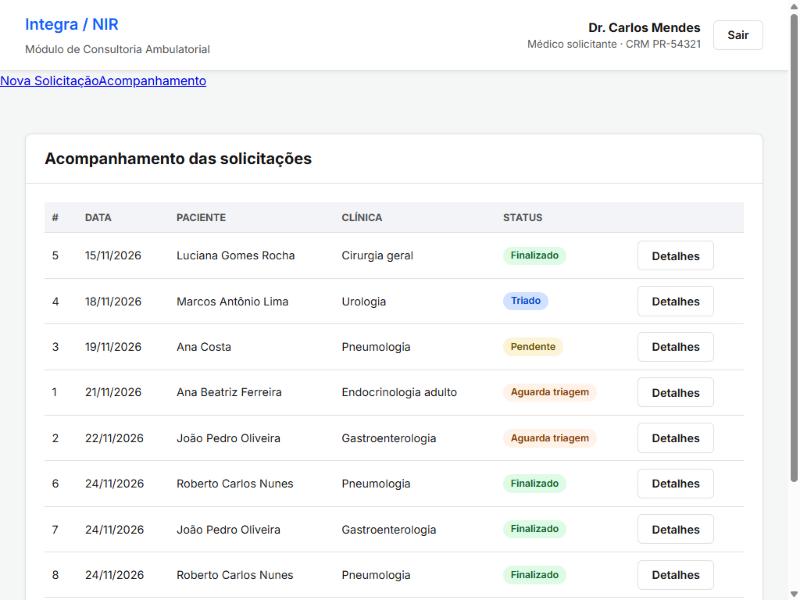 Integra / NIR
Módulo de Consultoria Ambulatorial
Dr. Carlos Mendes
Médico solicitante · CRM PR-54321
Sair
Nova SolicitaçãoAcompanhamento
Acompanhamento das solicitações
# DATA PACIENTE CLÍNICA STATUS
5 15/11/2026 Luciana Gomes Rocha Cirurgia geral Finalizado Detalhes
4 18/11/2026 Marcos Antônio Lima Urologia Triado Detalhes
3 19/11/2026 Ana Costa Pneumologia Pendente Detalhes
1 21/11/2026 Ana Beatriz Ferreira Endocrinologia adulto Aguarda triagem Detalhes
2 22/11/2026 João Pedro Oliveira Gastroenterologia Aguarda triagem Detalhes
6 24/11/2026 Roberto Carlos Nunes Pneumologia Finalizado Detalhes
7 24/11/2026 João Pedro Oliveira Gastroenterologia Finalizado Detalhes
8 24/11/2026 Roberto Carlos Nunes Pneumologia Finalizado Detalhes